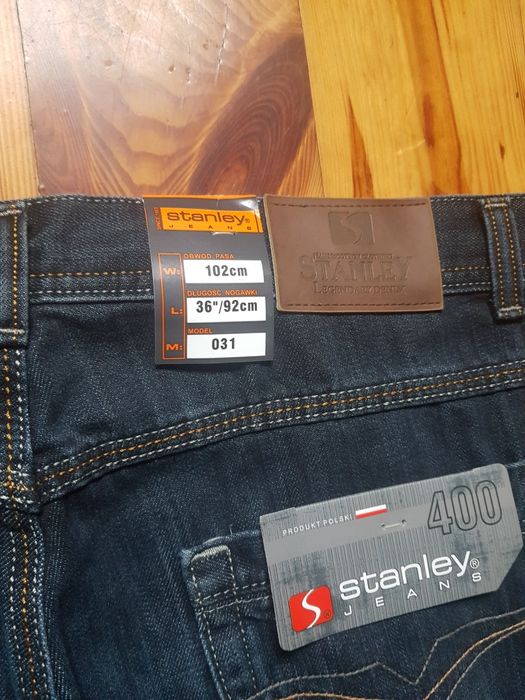 stanley®
JEANS
OBWÓD. PASA
W: 102cm
DŁUGOŚĆ NOGAWKI
L: 36"/92cm
MODEL
M: 031
STANLEY
LEGENDARY DENIM
PRODUKT POLSKI
400
stanley®
JEANS